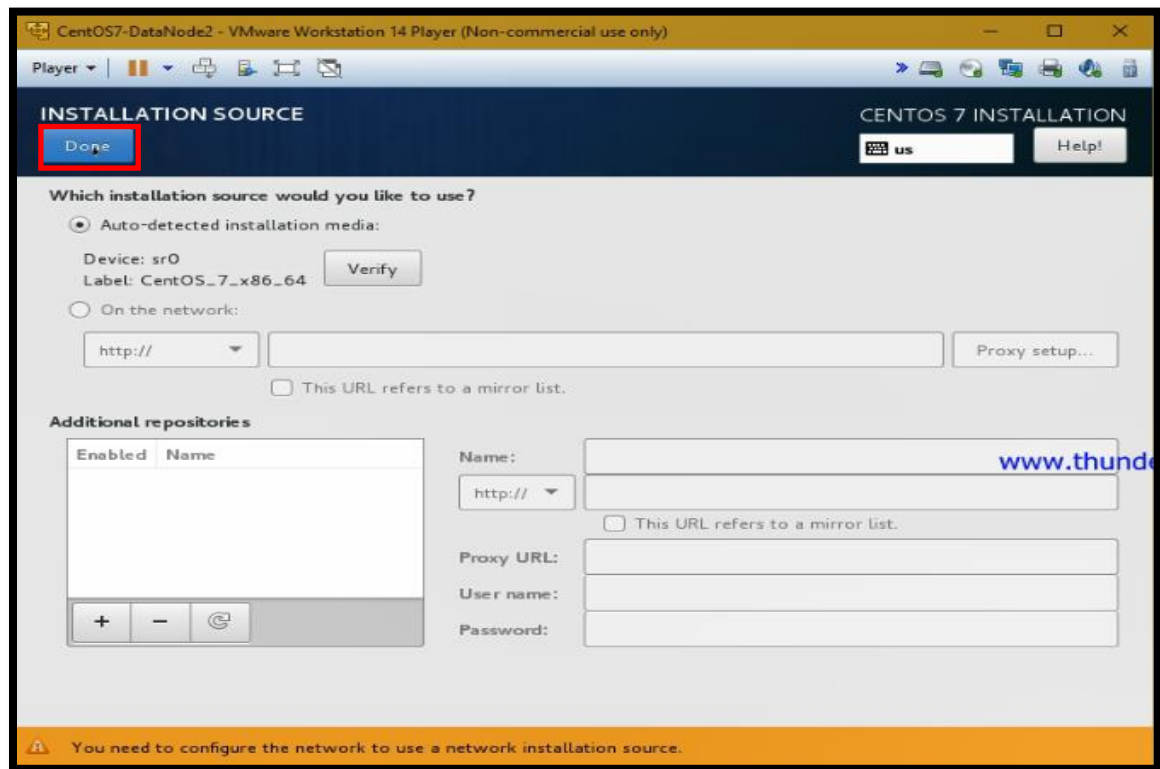 CentOS7-DataNode2 - VMware Workstation 14 Player (Non-commercial use only)
Player
INSTALLATION SOURCE
CENTOS 7 INSTALLATION
Done
us
Help!
Which installation source would you like to use?
Auto-detected installation media:
Device: sr0
Label: CentOS_7_x86_64
Verify
On the network:
http://
Proxy setup...
This URL refers to a mirror list.
Additional repositories
Enabled Name
Name:
www.thunde
http://
This URL refers to a mirror list.
Proxy URL:
User name:
Password:
You need to configure the network to use a network installation source.